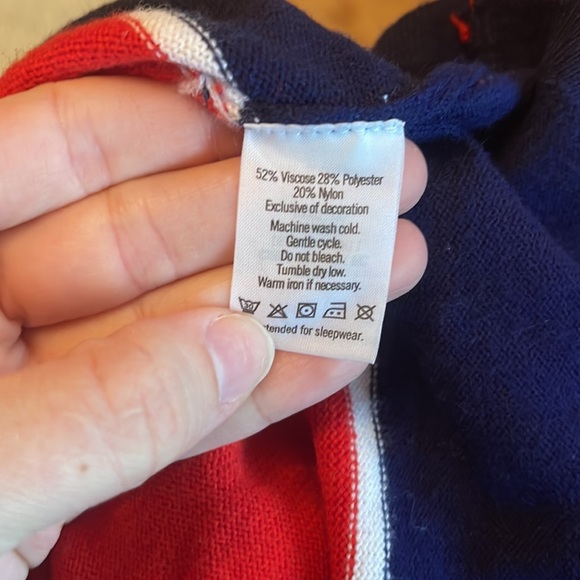 52% Viscose 28% Polyester
20% Nylon
Exclusive of decoration
Machine wash cold.
Gentle cycle.
Do not bleach.
Tumble dry low.
Warm iron if necessary.
30
for sleepwear.